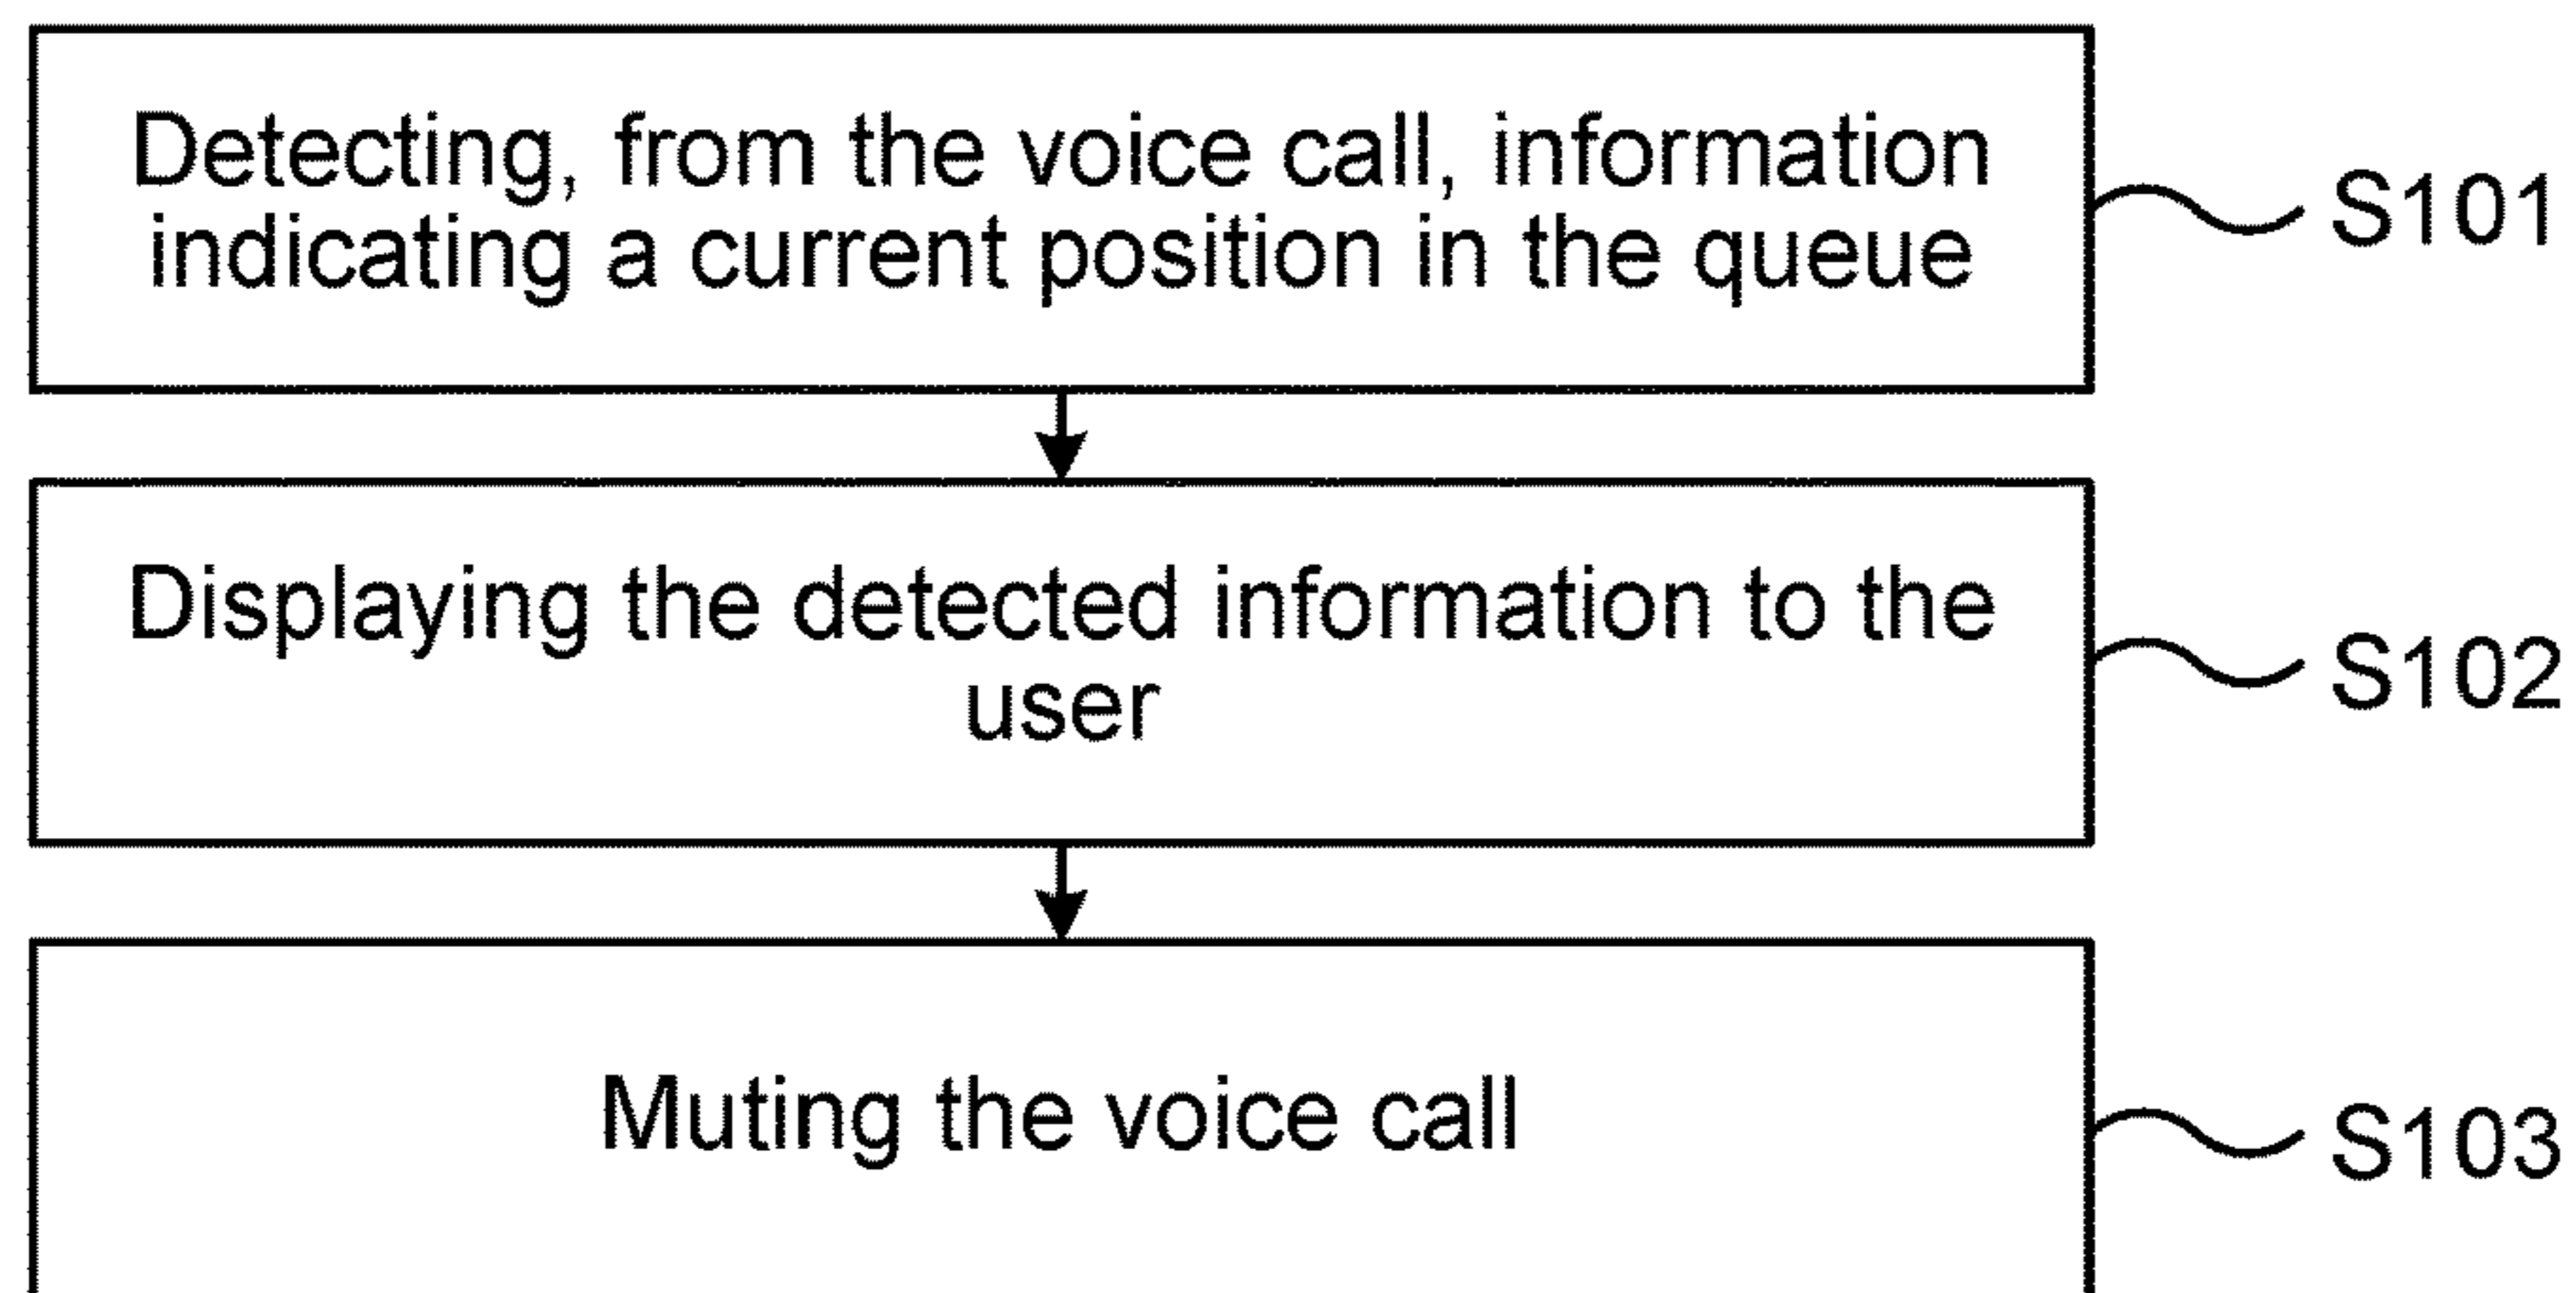 Detecting, from the voice call, information
indicating a current position in the queue
S101
Displaying the detected information to the
user
S102
Muting the voice call
S103